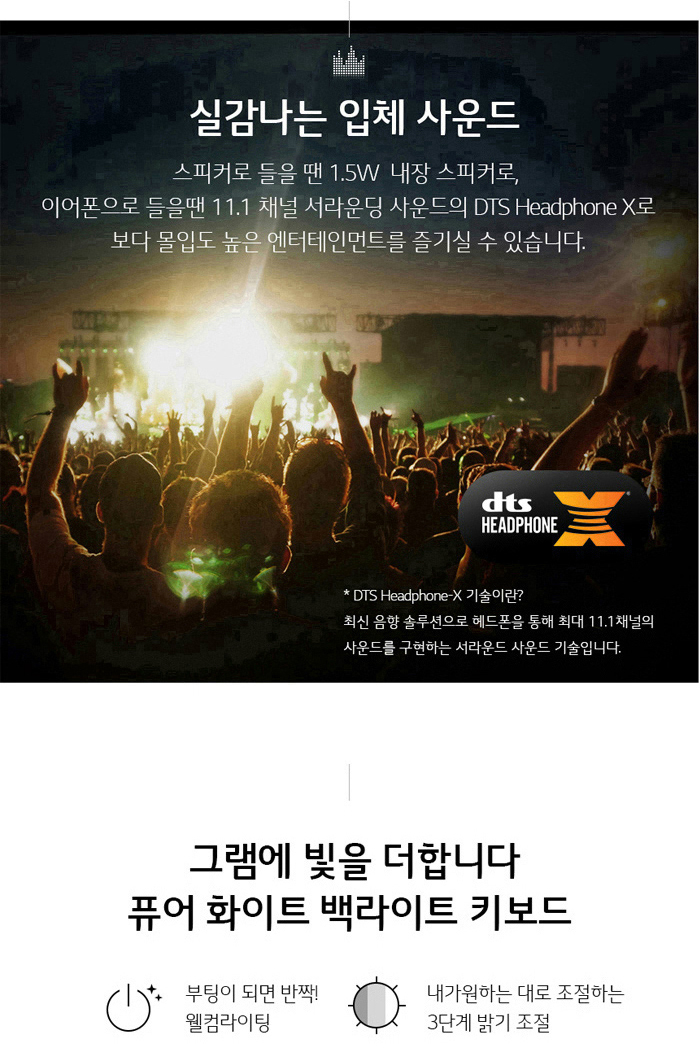 실감나는 입체 사운드
스피커로 들을 땐 1.5W 내장 스피커로,
이어폰으로 들을땐 11.1 채널 서라운딩 사운드의 DTS Headphone X로
보다 몰입도 높은 엔터테인먼트를 즐기실 수 있습니다.
dts
HEADPHONE X
* DTS Headphone-X 기술이란?
최신 음향 솔루션으로 헤드폰을 통해 최대 11.1채널의
사운드를 구현하는 서라운드 사운드 기술입니다.
그램에 빛을 더합니다
퓨어 화이트 백라이트 키보드
부팅이 되면 반짝!
웰컴라이팅
내가원하는 대로 조절하는
3단계 밝기 조절